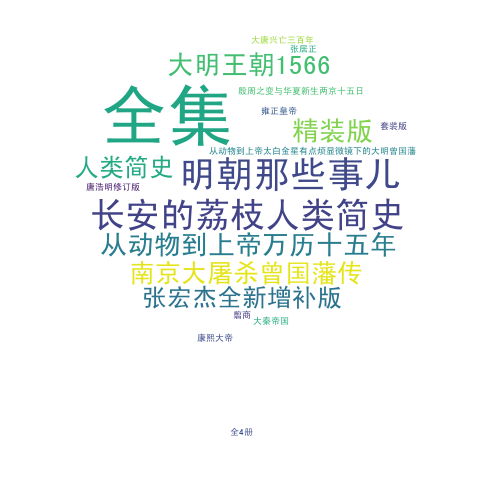 大唐兴亡三百年
张居正
大明王朝1566
殷周之变与华夏新生两京十五日
全集
雍正皇帝
精装版
套装版
从动物到上帝太白金星有点烦显微镜下的大明曾国藩
人类简史
明朝那些事儿
唐浩明修订版
长安的荔枝人类简史
从动物到上帝万历十五年
南京大屠杀曾国藩传
张宏杰全新增补版
翦商
大秦帝国
康熙大帝
全4册